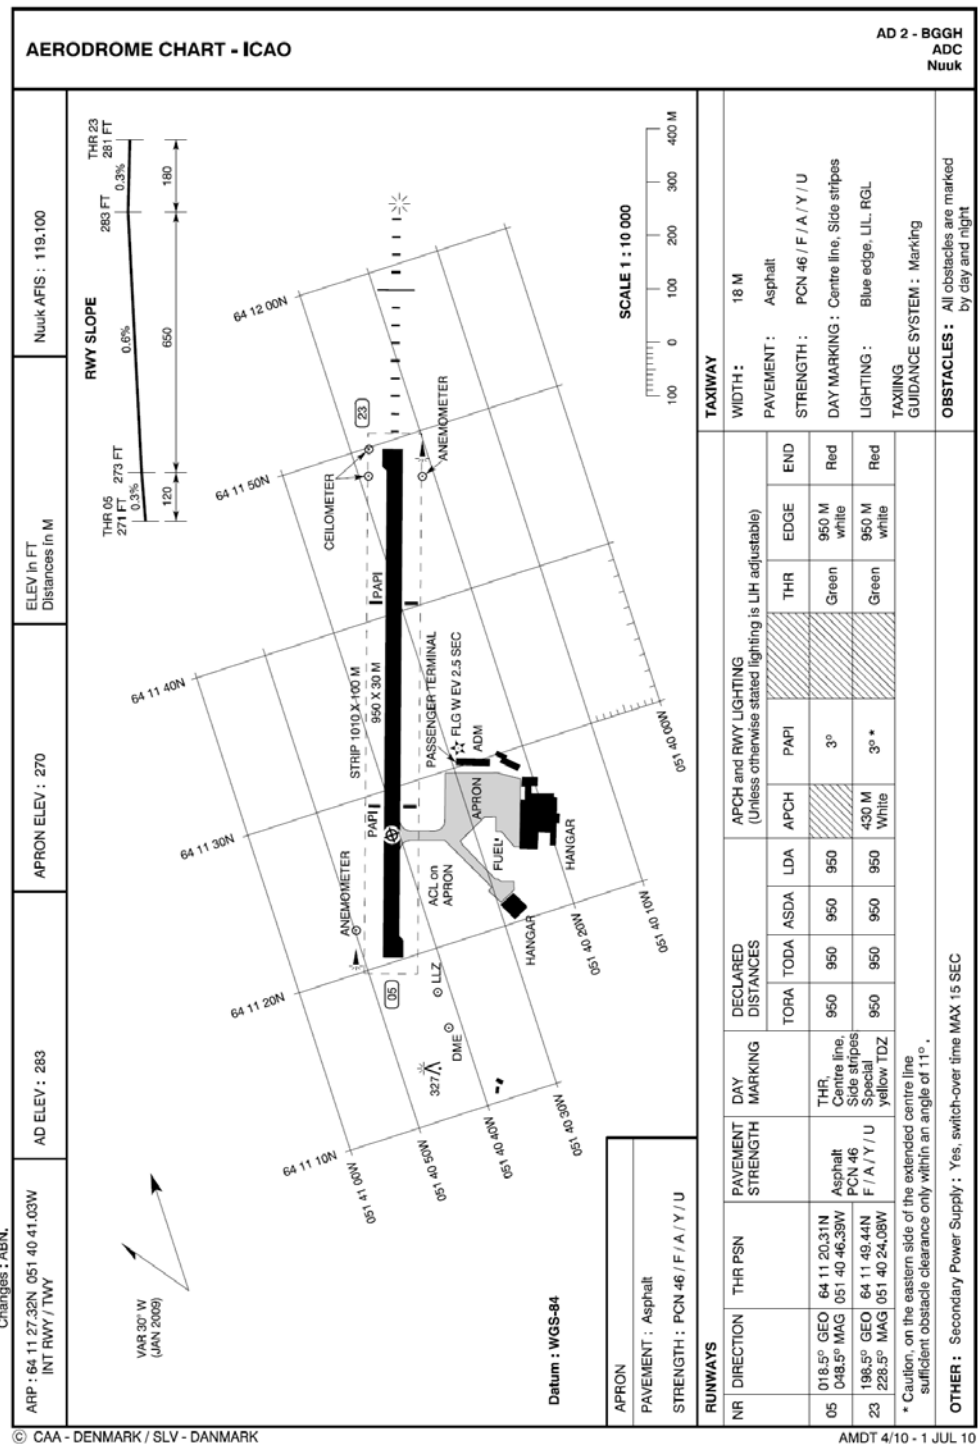 AERODROME CHART - ICAO
AD 2 - BGGH
ADC
Nuuk
Changes : ABN.
ARP : 64 11 27.32N 051 40 41.03W
INT RWY / TWY
AD ELEV : 283
APRON ELEV : 270
ELEV in FT
Distances in M
Nuuk AFIS : 119.100
VAR 30° W
(JAN 2009)
RWY SLOPE
THR 05
271 FT
273 FT
283 FT
THR 23
281 FT
0.3%
0.6%
0.3%
120
650
180
64 11 10N
64 11 20N
64 11 30N
64 11 40N
64 11 50N
64 12 00N
051 41 00W
051 40 50W
051 40 40W
051 40 30W
051 40 20W
051 40 10W
051 40 00W
ANEMOMETER
PAPI
STRIP 1010 X 100 M
950 X 30 M
PAPI
CEILOMETER
23
05
ANEMOMETER
LLZ
DME
327
ACL on
APRON
PASSENGER TERMINAL
FLG W EV 2.5 SEC
ADM
APRON
FUEL
HANGAR
HANGAR
SCALE 1 : 10 000
100 0 100 200 300 400 M
Datum : WGS-84
APRON
PAVEMENT : Asphalt
STRENGTH : PCN 46 / F / A / Y / U
RUNWAYS
NR DIRECTION THR PSN PAVEMENT STRENGTH DAY MARKING
DECLARED DISTANCES
TORA TODA ASDA LDA
APCH and RWY LIGHTING
(Unless otherwise stated lighting is LIH adjustable)
APCH PAPI THR EDGE END
05 018.5° GEO 048.5° MAG 64 11 20.31N 051 40 46.39W
950 950 950 950 3° Green 950 M white Red
23 198.5° GEO 228.5° MAG 64 11 49.44N 051 40 24.08W
950 950 950 950 430 M White 3° * Green 950 M white Red
Asphalt
PCN 46
F / A / Y / U
THR,
Centre line,
Side stripes
Special
yellow TDZ
* Caution, on the eastern side of the extended centre line
sufficient obstacle clearance only within an angle of 11°.
OTHER : Secondary Power Supply : Yes, switch-over time MAX 15 SEC
TAXIWAY
WIDTH : 18 M
PAVEMENT : Asphalt
STRENGTH : PCN 46 / F / A / Y / U
DAY MARKING : Centre line, Side stripes
LIGHTING : Blue edge, LIL. RGL
TAXIING
GUIDANCE SYSTEM : Marking
OBSTACLES : All obstacles are marked
by day and night
© CAA - DENMARK / SLV - DANMARK
AMDT 4/10 - 1 JUL 10